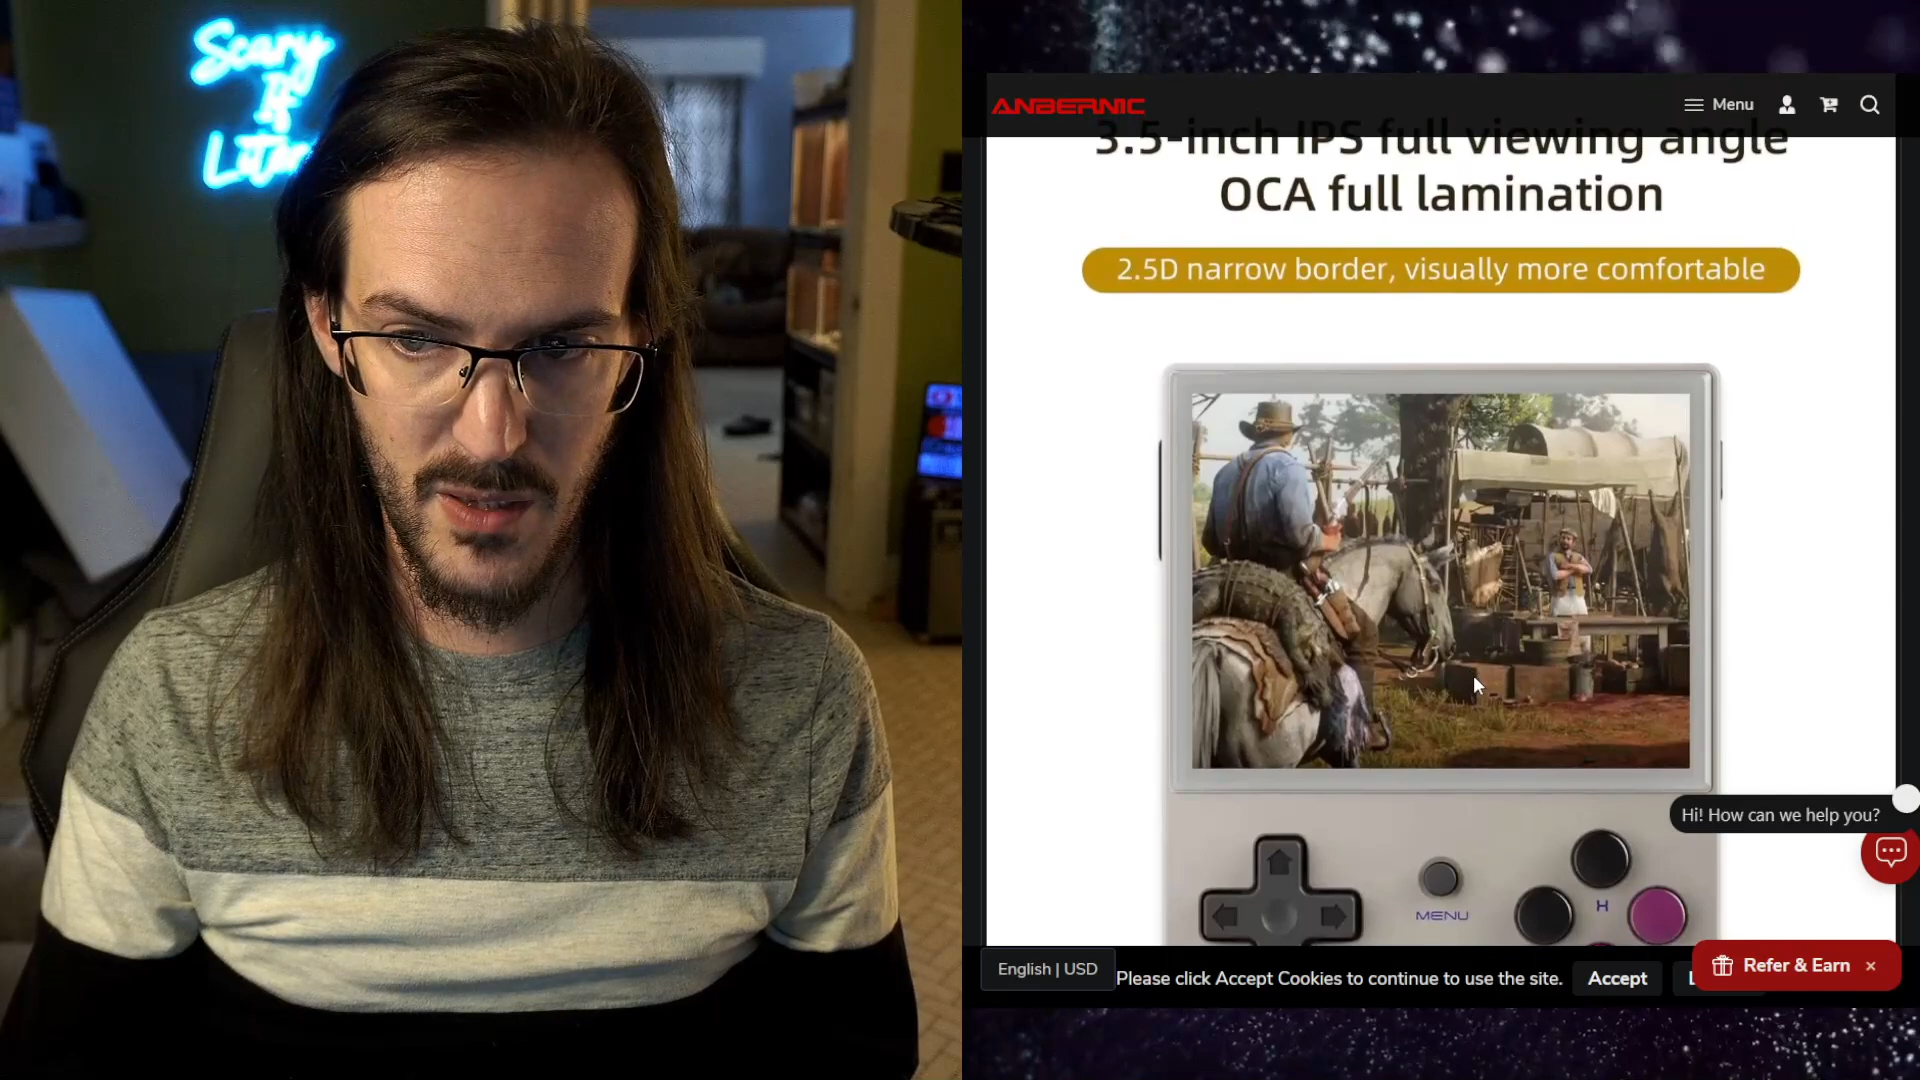 Scary
If
ANBERNIC
Menu
3.5-inch IPS full viewing angle
OCA full lamination
2.5D narrow border, visually more comfortable
MENU
H
Hi! How can we help you?
English | USD
Please click Accept Cookies to continue to use the site.
Accept
Refer & Earn